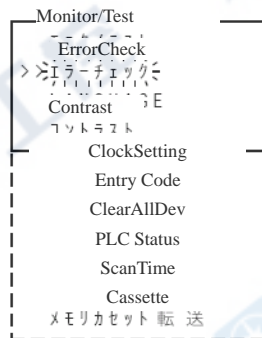 Monitor/Test
ErrorCheck
エラーチェック
Contrast
コントラスト
ClockSetting
Entry Code
ClearAllDev
PLC Status
ScanTime
Cassette
メモリカセット 転 送